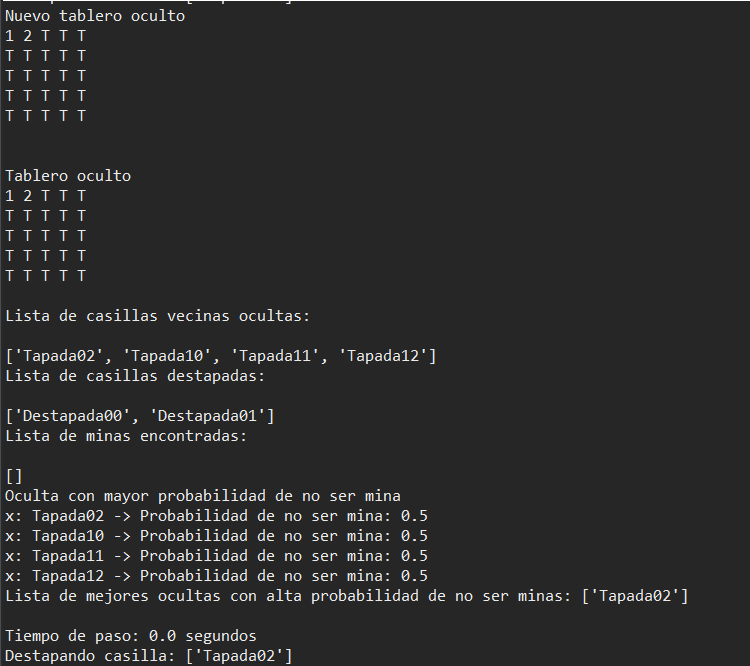 Nuevo tablero oculto
1 2 T T T
T T T T T
T T T T T
T T T T T
T T T T T
Tablero oculto
1 2 T T T
T T T T T
T T T T T
T T T T T
T T T T T
Lista de casillas vecinas ocultas:
['Tapada02', 'Tapada10', 'Tapada11', 'Tapada12']
Lista de casillas destapadas:
['Destapada00', 'Destapada01']
Lista de minas encontradas:
[]
Oculta con mayor probabilidad de no ser mina
x: Tapada02 -> Probabilidad de no ser mina: 0.5
x: Tapada10 -> Probabilidad de no ser mina: 0.5
x: Tapada11 -> Probabilidad de no ser mina: 0.5
x: Tapada12 -> Probabilidad de no ser mina: 0.5
Lista de mejores ocultas con alta probabilidad de no ser minas: ['Tapada02']
Tiempo de paso: 0.0 segundos
Destapando casilla: ['Tapada02']